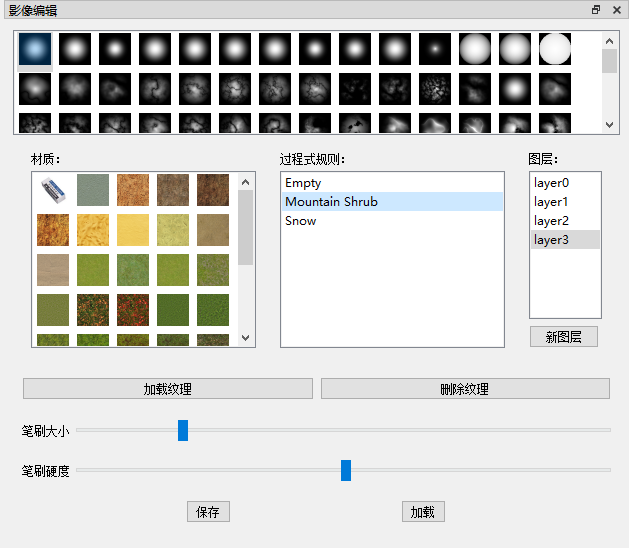 影像编辑
材质：
过程式规则：
图层：
Empty
Mountain Shrub
Snow
layer0
layer1
layer2
layer3
新图层
加载纹理
删除纹理
笔刷大小
笔刷硬度
保存
加载